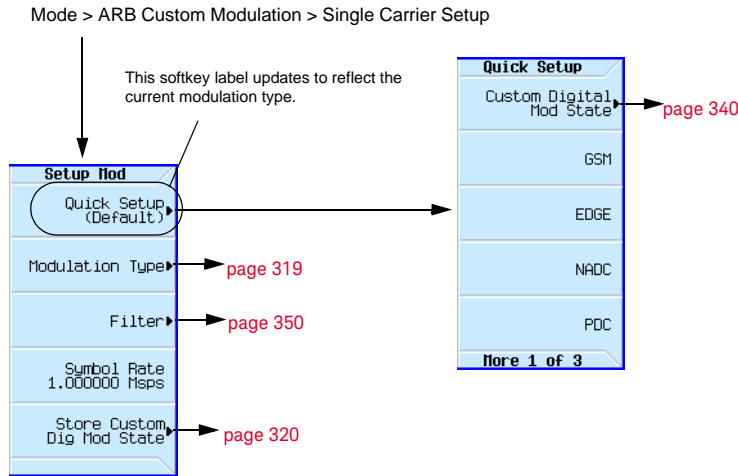 Mode > ARB Custom Modulation > Single Carrier Setup
This softkey label updates to reflect the
current modulation type.
Setup Mod
Quick Setup
(Default)
Modulation Type
page 319
Filter
page 350
Symbol Rate
1.000000 Msps
Store Custom
Dig Mod State
page 320
Quick Setup
Custom Digital
Mod State
page 340
GSM
EDGE
NADC
PDC
More 1 of 3